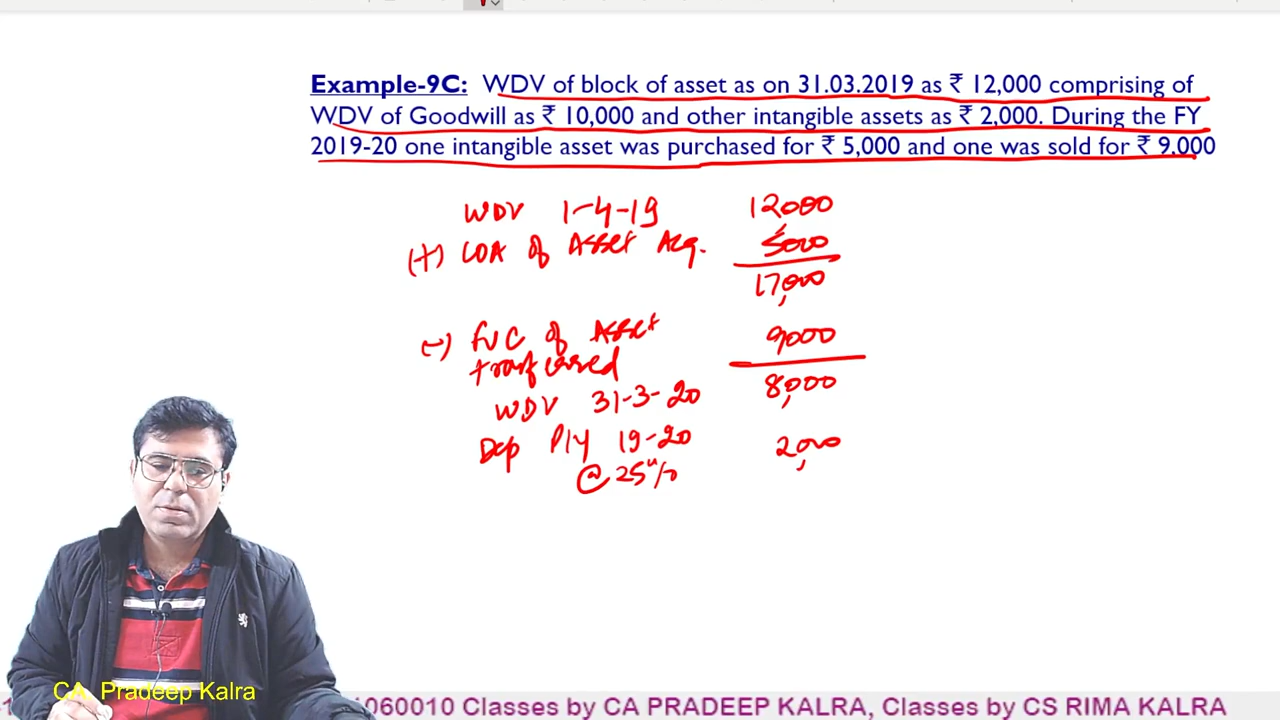 Example-9C: WDV of block of asset as on 31.03.2019 as ₹ 12,000 comprising of
WDV of Goodwill as ₹ 10,000 and other intangible assets as ₹ 2,000. During the FY
2019-20 one intangible asset was purchased for ₹ 5,000 and one was sold for ₹ 9,000
WDV 1-4-19 12,000
(+) COA of Asset Acq. 5000
17,000
(-) FVC of Asset 9000
transferred
WDV 31-3-20 8,000
Dep P/Y 19-20 2,000
@ 25%
CA. Pradeep Kalra
060010 Classes by CA PRADEEP KALRA, Classes by CS RIMA KALRA